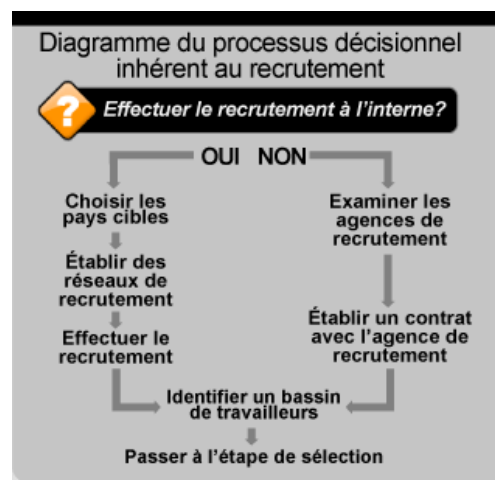 Diagramme du processus décisionnel
inhérent au recrutement
?
Effectuer le recrutement à l'interne?
OUI NON
Choisir les
pays cibles
Établir des
réseaux de
recrutement
Effectuer le
recrutement
Examiner les
agences de
recrutement
Établir un contrat
avec l'agence de
recrutement
Identifier un bassin
de travailleurs
Passer à l'étape de sélection